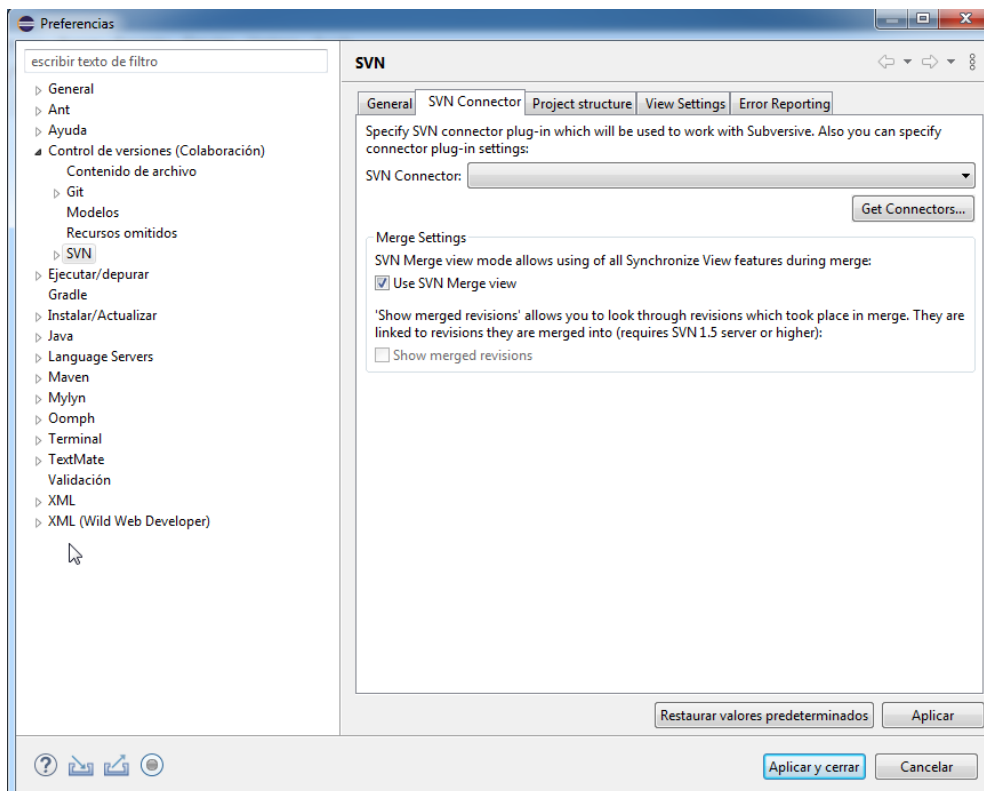 Preferencias
escribir texto de filtro
General
Ant
Ayuda
Control de versiones (Colaboración)
Contenido de archivo
Git
Modelos
Recursos omitidos
SVN
Ejecutar/depurar
Gradle
Instalar/Actualizar
Java
Language Servers
Maven
Mylyn
Oomph
Terminal
TextMate
Validación
XML
XML (Wild Web Developer)
SVN
General SVN Connector Project structure View Settings Error Reporting
Specify SVN connector plug-in which will be used to work with Subversive. Also you can specify
connector plug-in settings:
SVN Connector:
Get Connectors...
Merge Settings
SVN Merge view mode allows using of all Synchronize View features during merge:
Use SVN Merge view
'Show merged revisions' allows you to look through revisions which took place in merge. They are
linked to revisions they are merged into (requires SVN 1.5 server or higher):
Show merged revisions
Restaurar valores predeterminados Aplicar
Aplicar y cerrar Cancelar